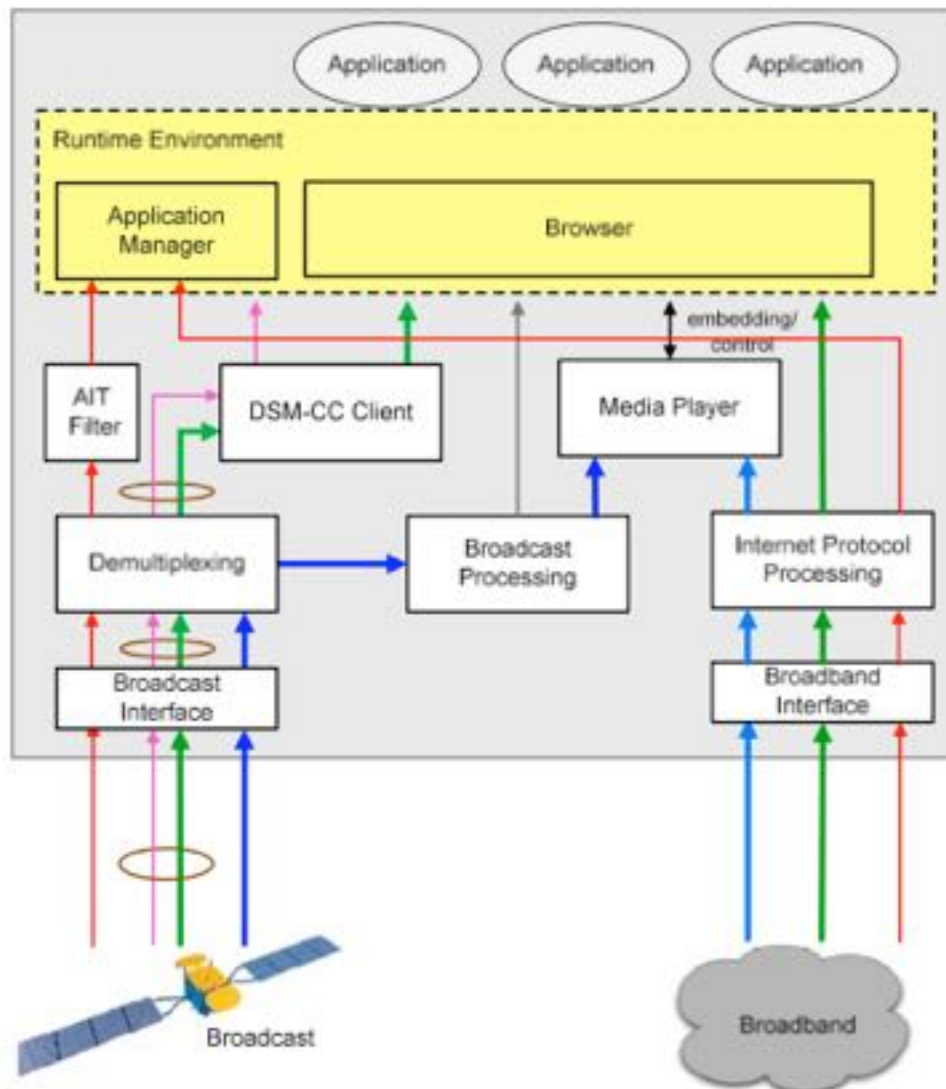 Application
Application
Application
Runtime Environment
Application
Manager
Browser
embedding/
control
AIT
Filter
DSM-CC Client
Media Player
Demultiplexing
Broadcast
Processing
Internet Protocol
Processing
Broadcast
Interface
Broadband
Interface
Broadcast
Broadband